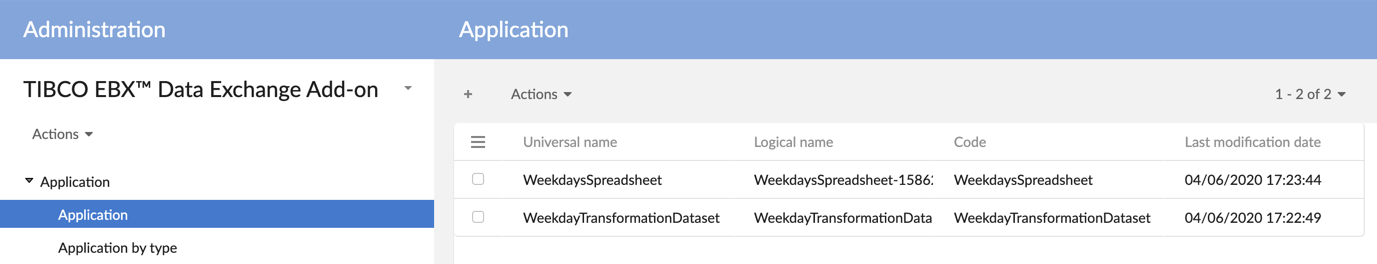 Administration
Application
TIBCO EBX™ Data Exchange Add-on
Actions
Application
Application
Application by type
+ Actions 1 - 2 of 2
Universal name Logical name Code Last modification date
WeekdaysSpreadsheet WeekdaysSpreadsheet-1586 WeekdaysSpreadsheet 04/06/2020 17:23:44
WeekdayTransformationDataset WeekdayTransformationData WeekdayTransformationDataset 04/06/2020 17:22:49